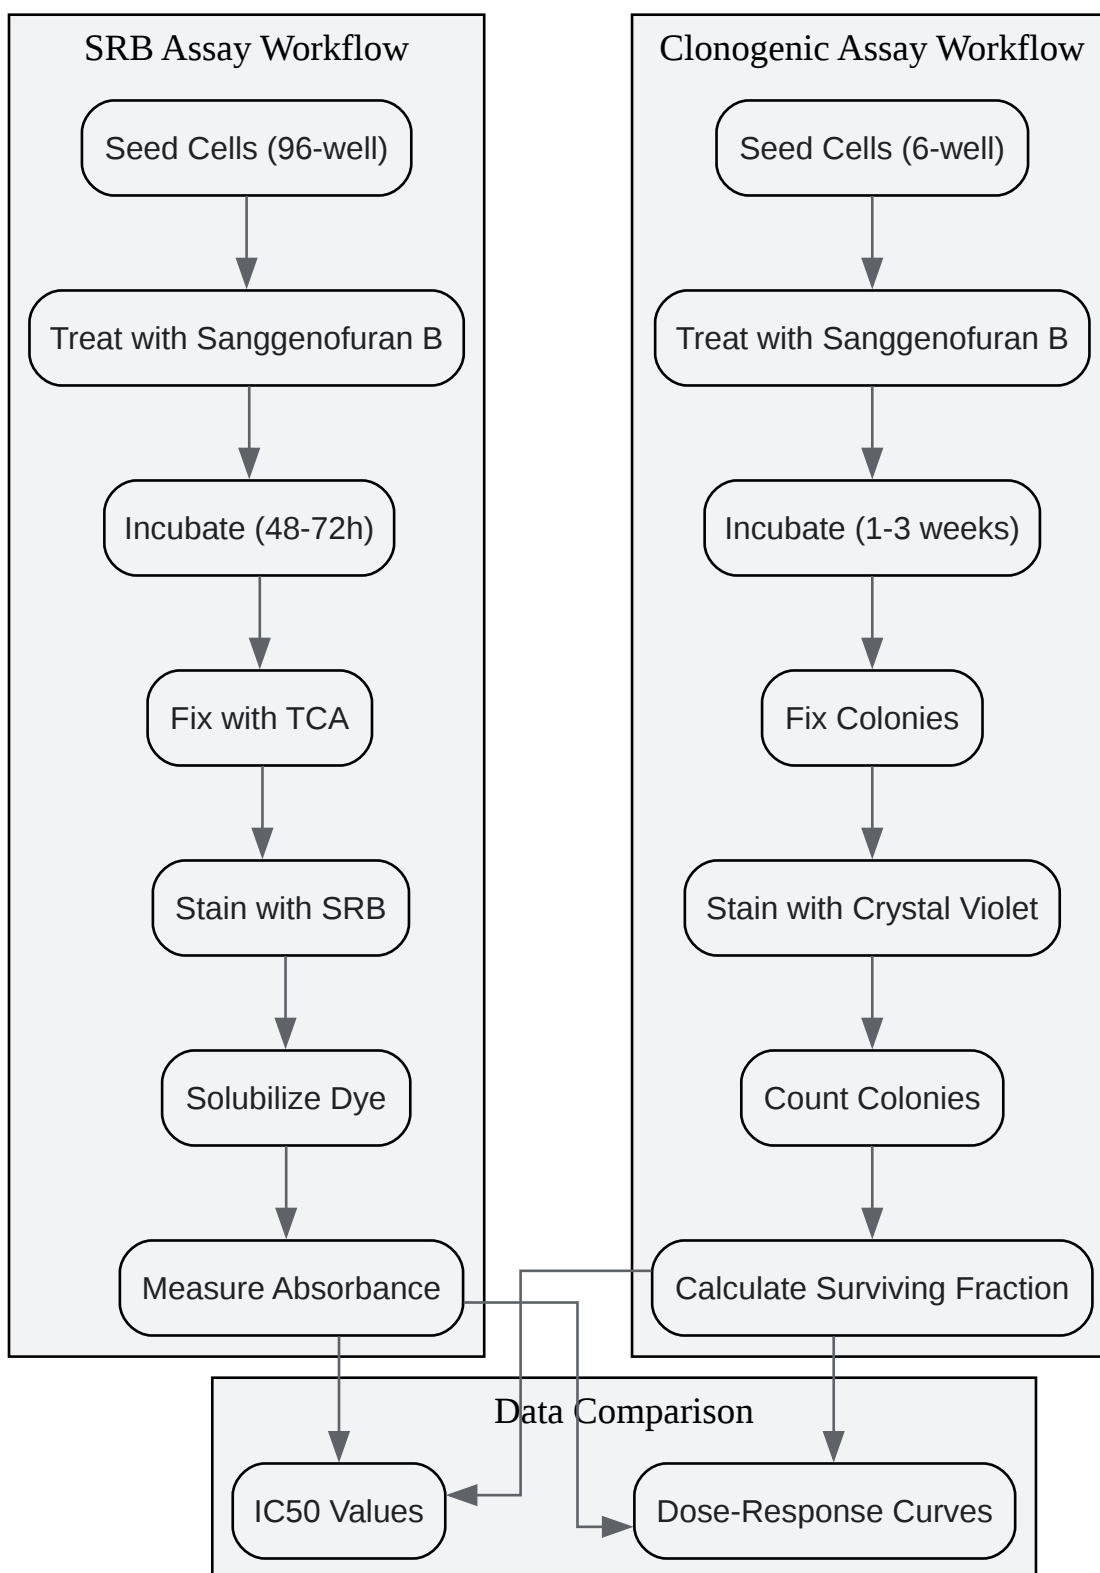 SRB Assay Workflow
Seed Cells (96-well)
Treat with Sanggenofuran B
Incubate (48-72h)
Fix with TCA
Stain with SRB
Solubilize Dye
Measure Absorbance
Clonogenic Assay Workflow
Seed Cells (6-well)
Treat with Sanggenofuran B
Incubate (1-3 weeks)
Fix Colonies
Stain with Crystal Violet
Count Colonies
Calculate Surviving Fraction
Data Comparison
IC50 Values
Dose-Response Curves